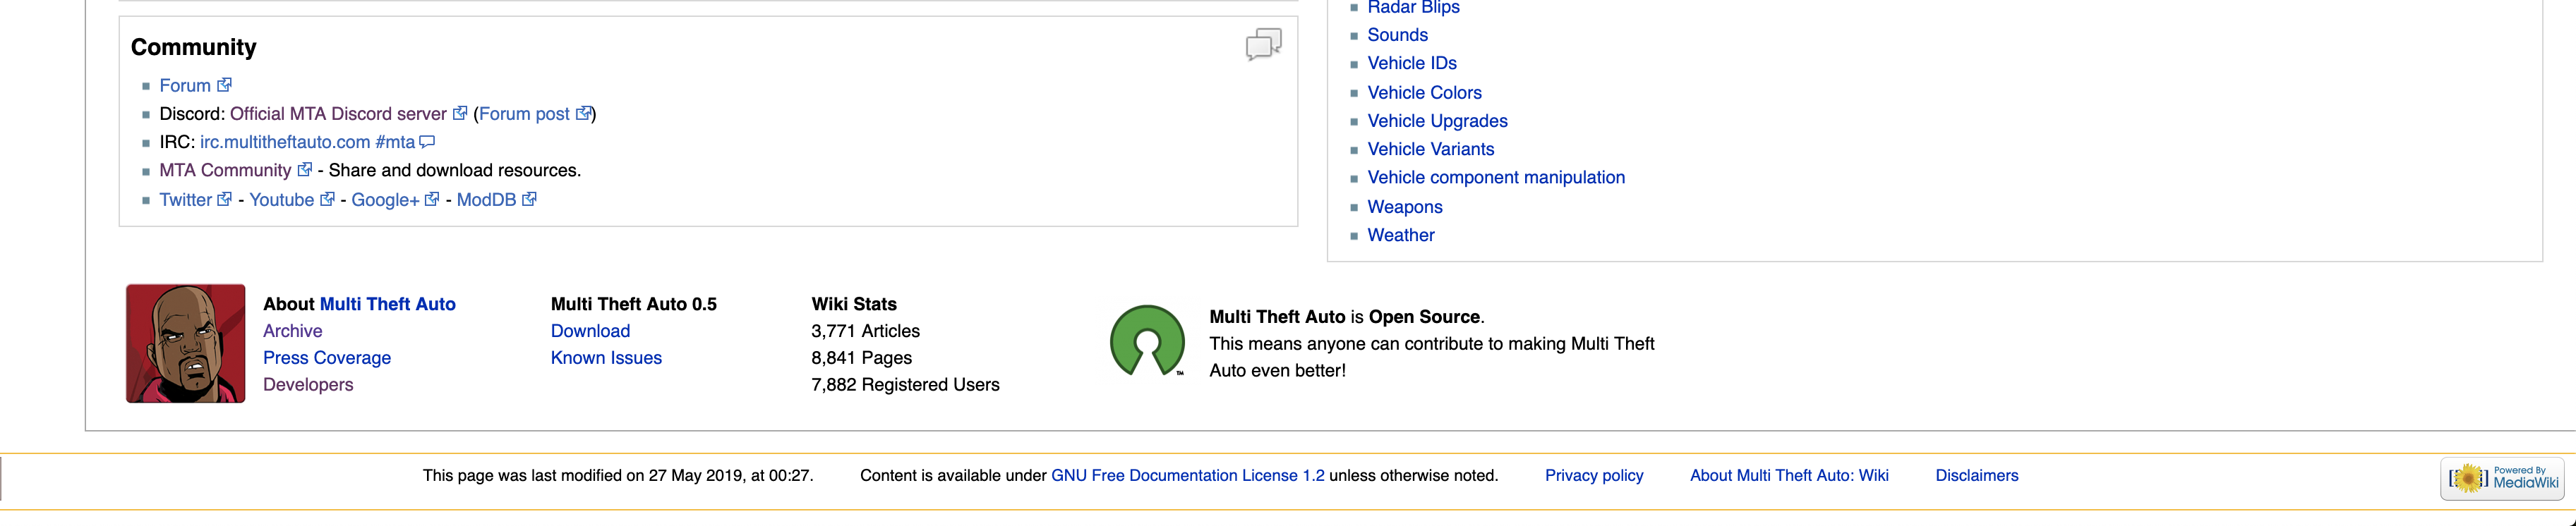 Community
Forum
Discord: Official MTA Discord server (Forum post)
IRC: irc.multitheftauto.com #mta
MTA Community - Share and download resources.
Twitter - Youtube - Google+ - ModDB
Radar Blips
Sounds
Vehicle IDs
Vehicle Colors
Vehicle Upgrades
Vehicle Variants
Vehicle component manipulation
Weapons
Weather
About Multi Theft Auto
Archive
Press Coverage
Developers
Multi Theft Auto 0.5
Download
Known Issues
Wiki Stats
3,771 Articles
8,841 Pages
7,882 Registered Users
TM
Multi Theft Auto is Open Source.
This means anyone can contribute to making Multi Theft
Auto even better!
This page was last modified on 27 May 2019, at 00:27. Content is available under GNU Free Documentation License 1.2 unless otherwise noted. Privacy policy About Multi Theft Auto: Wiki Disclaimers
Powered By
MediaWiki